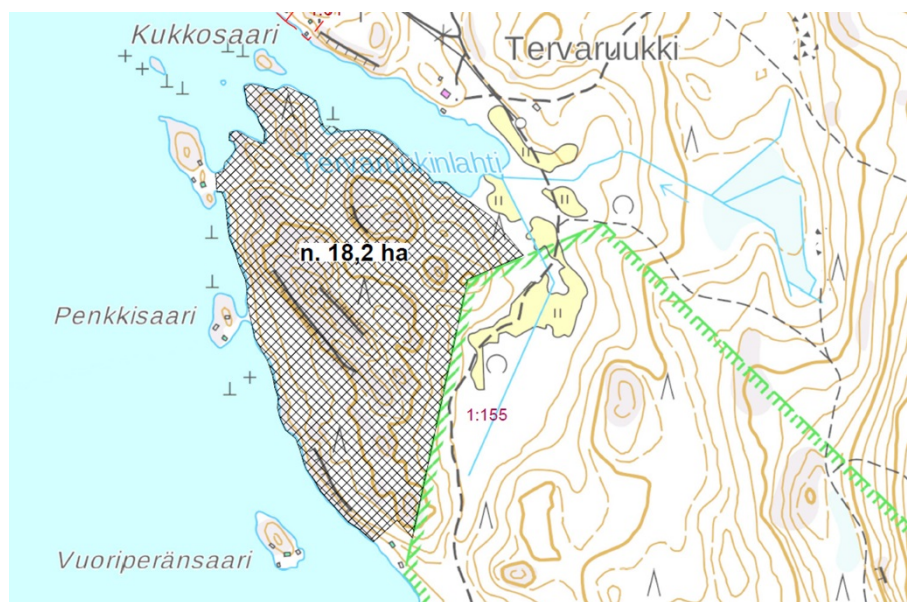 Kukkosaari
Tervaruukki
Tervaruukinlahti
n. 18,2 ha
Penkkisaari
1:155
Vuoriperänsaari